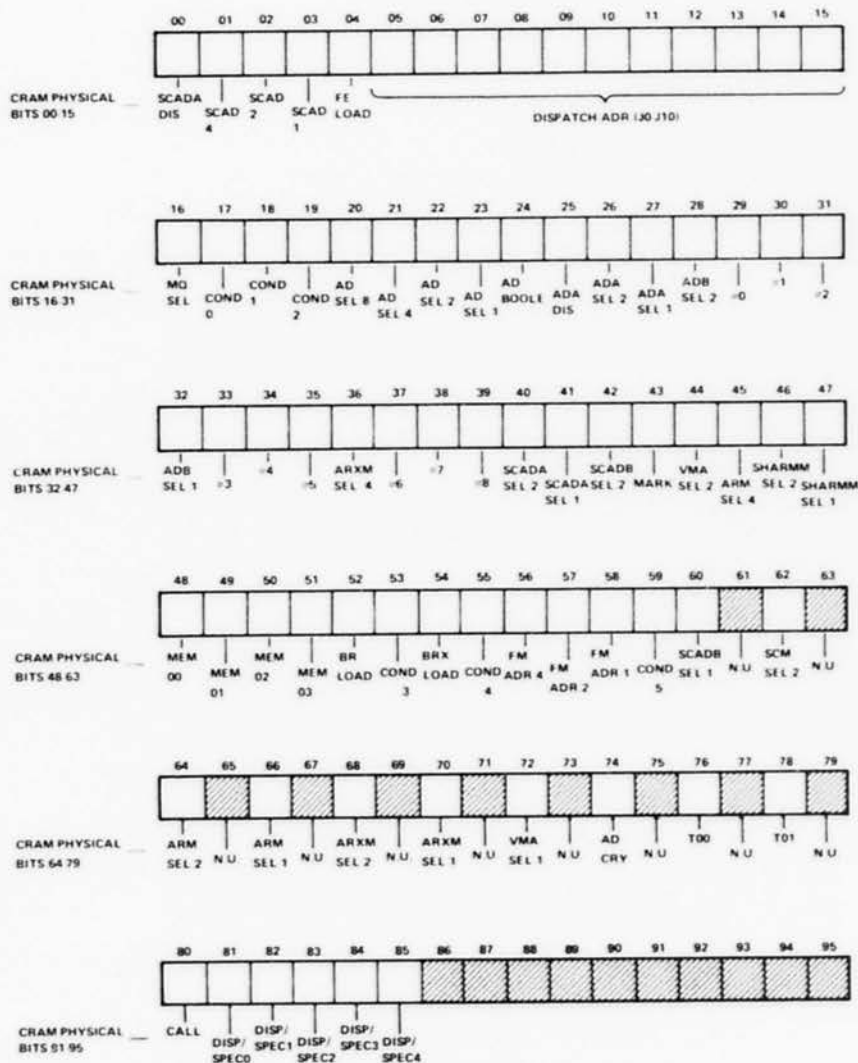 00 01 02 03 04 05 06 07 08 09 10 11 12 13 14 15
CRAM PHYSICAL
BITS 00 15
SCADA DIS
SCAD 4
SCAD 2
SCAD 1
FE LOAD
DISPATCH ADR (J0 J10)
16 17 18 19 20 21 22 23 24 25 26 27 28 29 30 31
CRAM PHYSICAL
BITS 16-31
MQ SEL
COND 0
COND 1
COND 2
AD SEL 8
AD SEL 4
AD SEL 2
AD SEL 1
AD BOOLE
ADA DIS
ADA SEL 2
ADA SEL 1
ADB SEL 2
#0
#1
#2
32 33 34 35 36 37 38 39 40 41 42 43 44 45 46 47
CRAM PHYSICAL
BITS 32 47
ADB SEL 1
#3
#4
#5
ARXM SEL 4
#6
#7
#8
SCADA SEL 2
SCADA SEL 1
SCADB SEL 2
MARK
VMA SEL 2
ARM SEL 4
SHARMM SEL 2
SHARMM SEL 1
48 49 50 51 52 53 54 55 56 57 58 59 60 61 62 63
CRAM PHYSICAL
BITS 48 63
MEM 00
MEM 01
MEM 02
MEM 03
BR LOAD
COND 3
BRX LOAD
COND 4
FM ADR 4
FM ADR 2
FM ADR 1
COND 5
SCADB SEL 1
N.U
SCM SEL 2
N.U
64 65 66 67 68 69 70 71 72 73 74 75 76 77 78 79
CRAM PHYSICAL
BITS 64 79
ARM SEL 2
N.U
ARM SEL 1
N.U
ARXM SEL 2
N.U
ARXM SEL 1
N.U
VMA SEL 1
N.U
AD CRY
N.U
T00
N.U
T01
N.U
80 81 82 83 84 85 86 87 88 89 90 91 92 93 94 95
CRAM PHYSICAL
BITS 81 95
CALL
DISP/ SPEC0
DISP/ SPEC1
DISP/ SPEC2
DISP/ SPEC3
DISP/ SPEC4